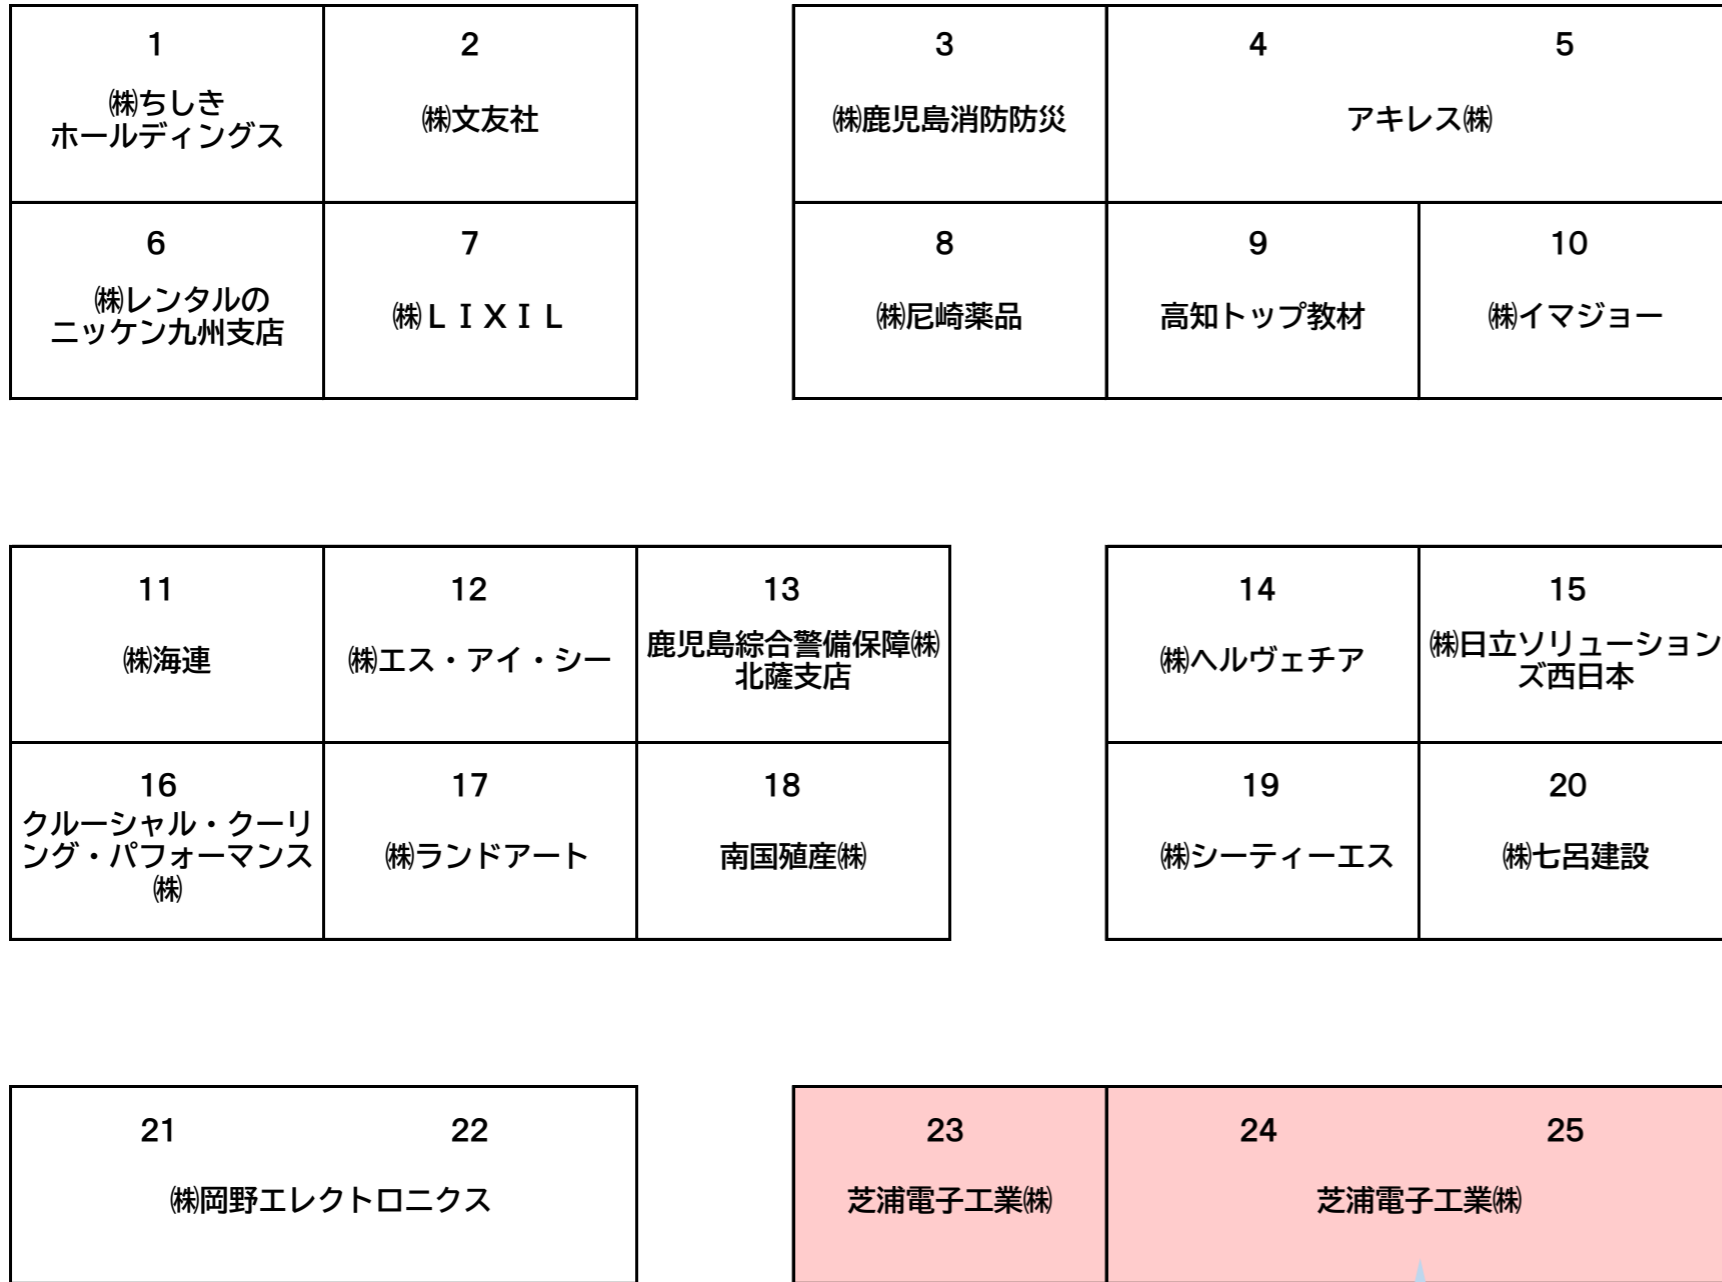 1
㈱ちしき
ホールディングス
2
㈱文友社
3
㈱鹿児島消防防災
4 5
アキレス㈱
6
㈱レンタルの
ニッケン九州支店
7
㈱ＬＩＸＩＬ
8
㈱尼崎薬品
9
高知トップ教材
10
㈱イマジョー
11
㈱海連
12
㈱エス・アイ・シー
13
鹿児島綜合警備保障㈱
北薩支店
14
㈱ヘルヴェチア
15
㈱日立ソリューション
ズ西日本
16
クルーシャル・クーリ
ング・パフォーマンス
㈱
17
㈱ランドアート
18
南国殖産㈱
19
㈱シーティーエス
20
㈱七呂建設
21 22
㈱岡野エレクトロニクス
23
芝浦電子工業㈱
24 25
芝浦電子工業㈱